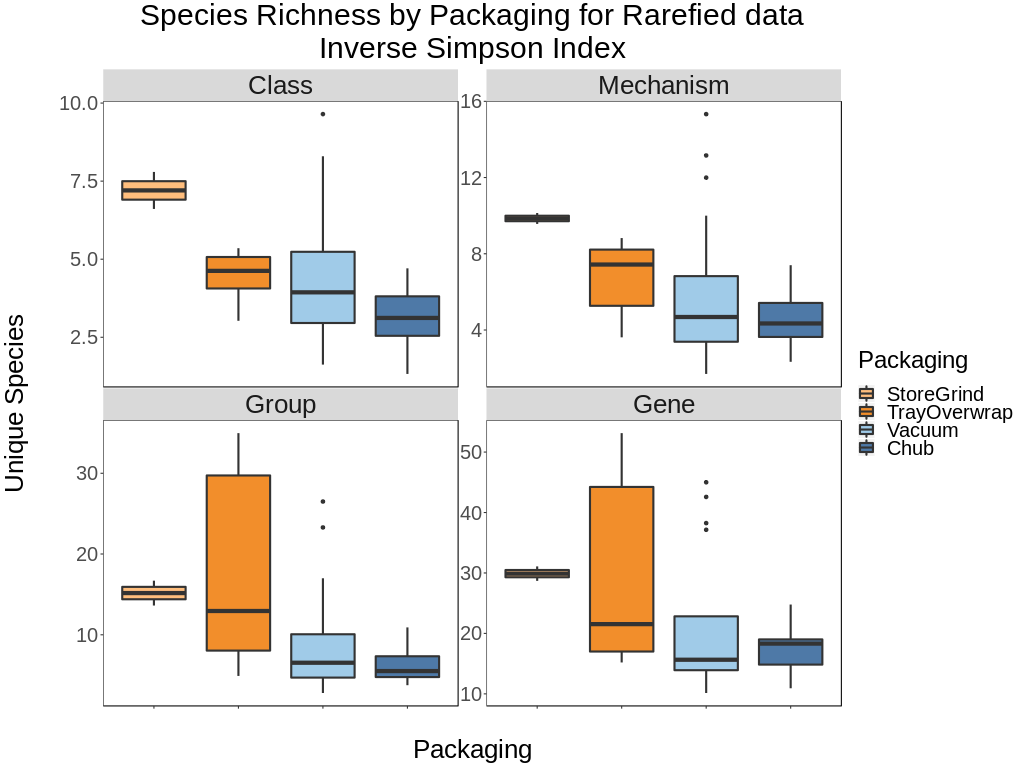 Species Richness by Packaging for Rarefied data
Inverse Simpson Index
Class
Mechanism
10.0
7.5
5.0
2.5
16
12
8
4
Group
Gene
30
20
10
50
40
30
20
10
Unique Species
Packaging
Packaging
StoreGrind
TrayOverwrap
Vacuum
Chub